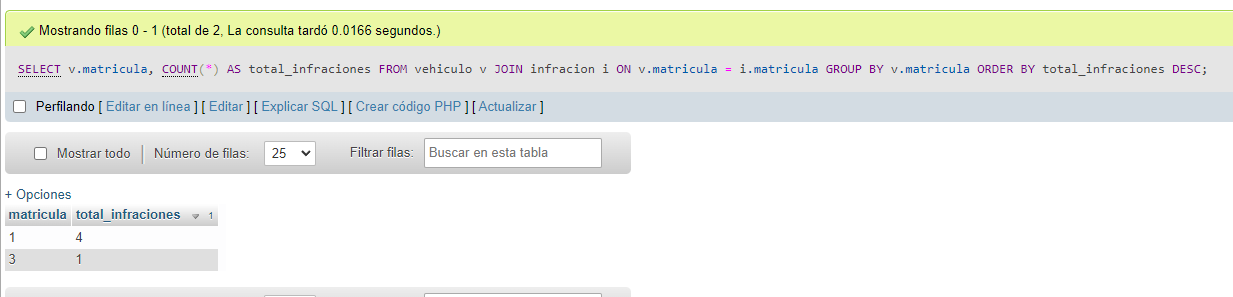 Mostrando filas 0 - 1 (total de 2, La consulta tardó 0.0166 segundos.)
SELECT v.matricula, COUNT(*) AS total_infraciones FROM vehiculo v JOIN infracion i ON v.matricula = i.matricula GROUP BY v.matricula ORDER BY total_infraciones DESC;
Perfilando [ Editar en línea ] [ Editar ] [ Explicar SQL ] [ Crear código PHP ] [ Actualizar ]
Mostrar todo | Número de filas: 25 Filtrar filas: Buscar en esta tabla
+ Opciones
matricula total_infraciones 1
1 4
3 1